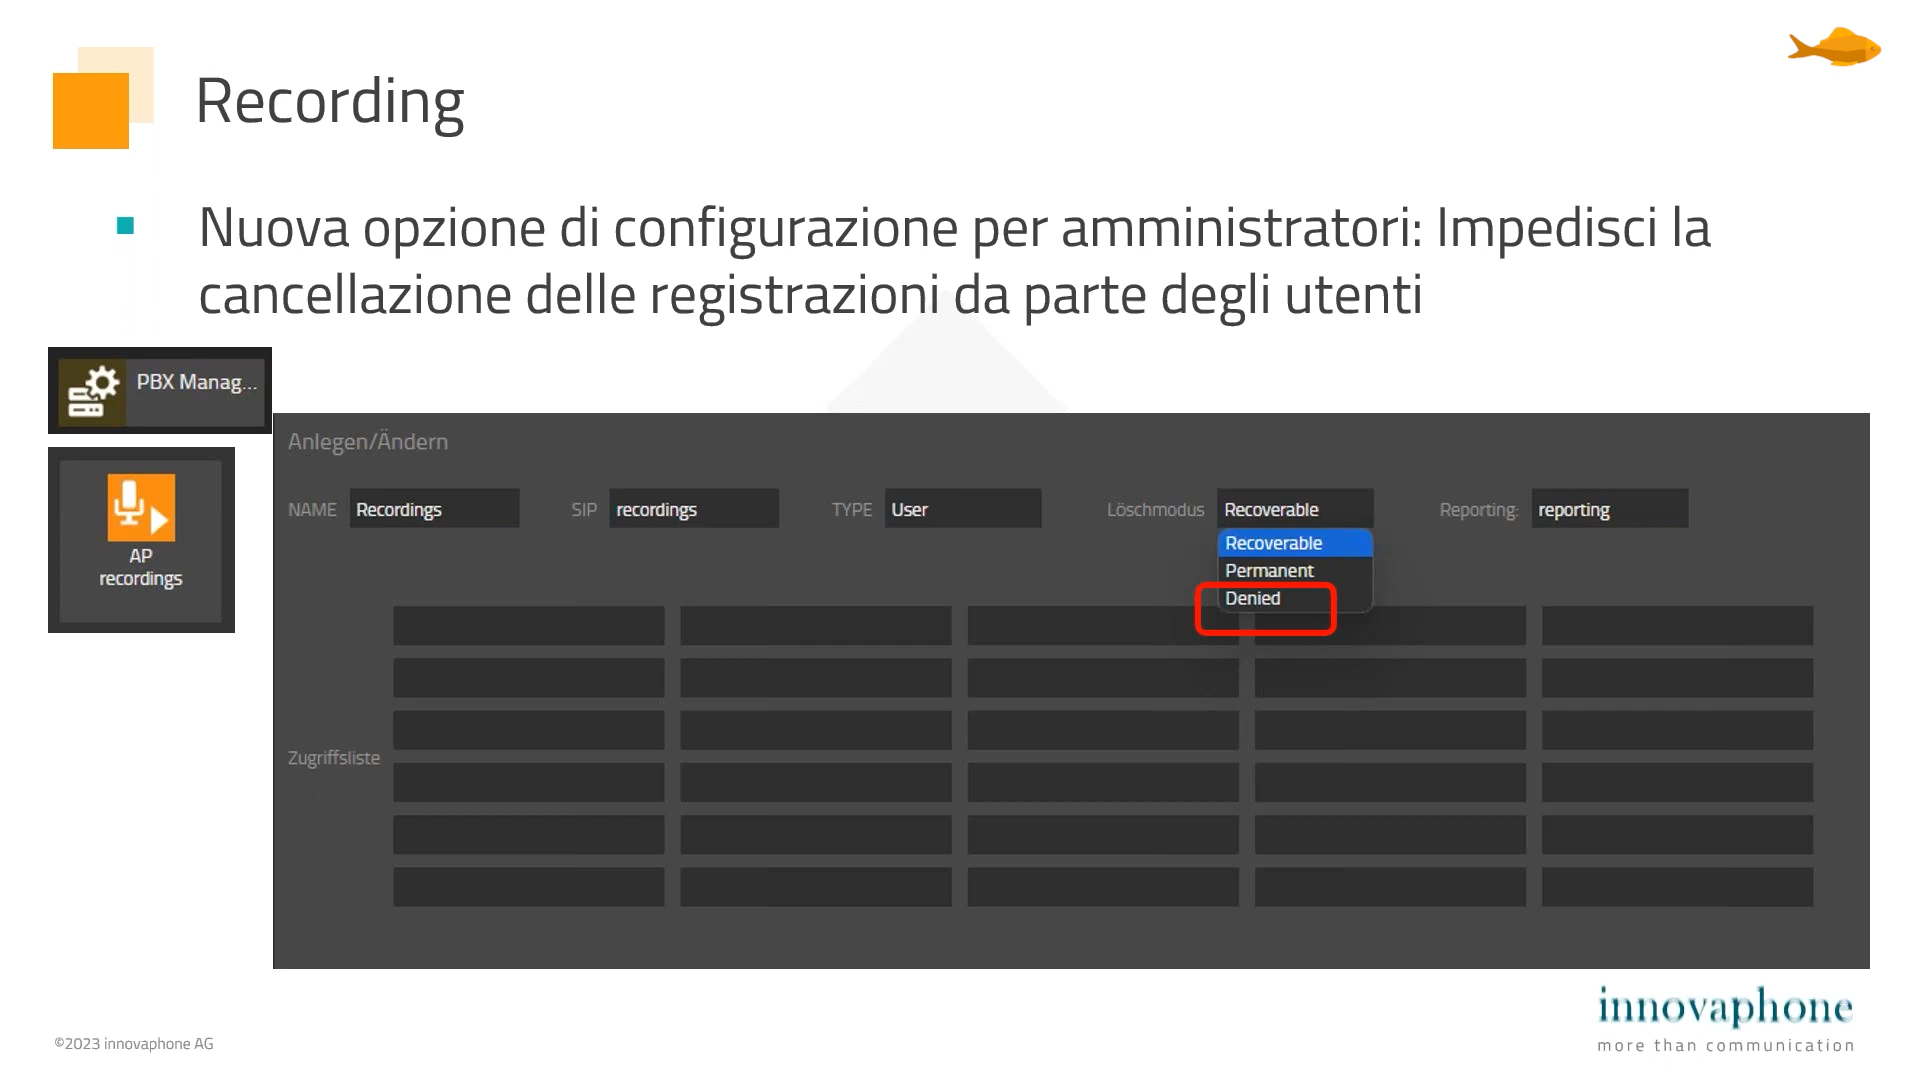 Recording
Nuova opzione di configurazione per amministratori: Impedisci la
cancellazione delle registrazioni da parte degli utenti
PBX Manag...
AP
recordings
Anlegen/Ändern
NAME Recordings SIP recordings TYPE User Löschmodus Recoverable Reporting: reporting
Recoverable
Permanent
Denied
Zugriffsliste
innovaphone
more than communication
©2023 innovaphone AG